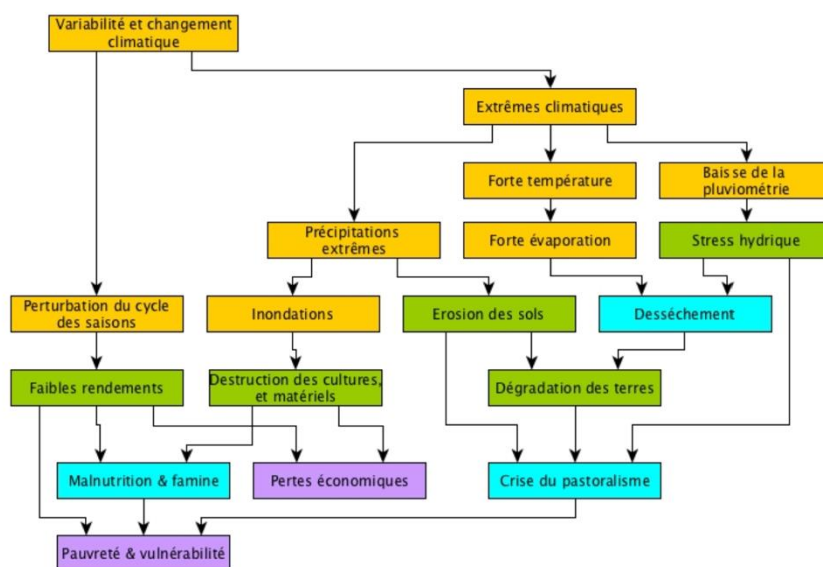 Variabilité et changement
climatique
Extrêmes climatiques
Forte température
Baisse de la
pluviométrie
Précipitations
extrêmes
Forte évaporation
Stress hydrique
Perturbation du cycle
des saisons
Inondations
Erosion des sols
Desséchement
Faibles rendements
Destruction des cultures,
et matériels
Dégradation des terres
Malnutrition & famine
Pertes économiques
Crise du pastoralisme
Pauvreté & vulnérabilité